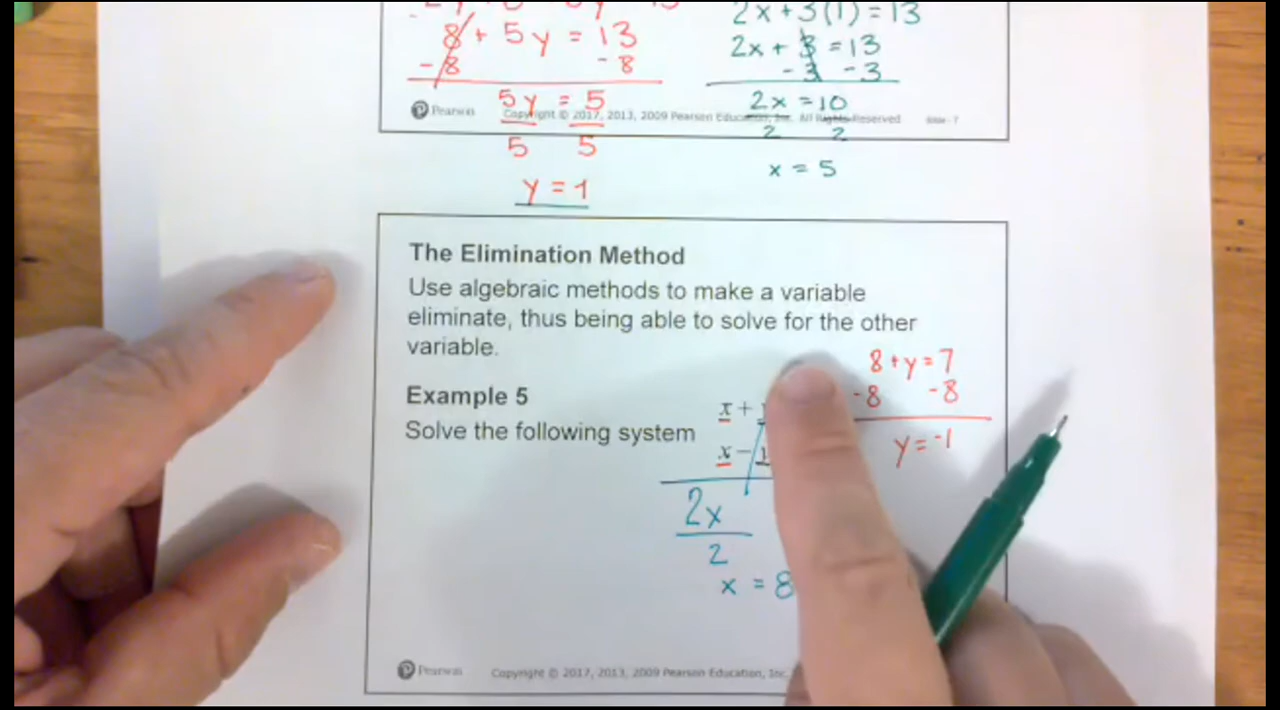 8 + 5y = 13
-8 -8
5y = 5
5 5
y = 1
2x + 3(1) = 13
2x + 3 = 13
-3 -3
2x = 10
2 2
x = 5
Pearson Copyright © 2017, 2013, 2009 Pearson Education, Inc. All Rights Reserved
The Elimination Method
Use algebraic methods to make a variable
eliminate, thus being able to solve for the other
variable.
Example 5
Solve the following system
x +
x −
2x
2
x = 8
8 + y = 7
-8 -8
y = -1
Pearson Copyright © 2017, 2013, 2009 Pearson Education, Inc.